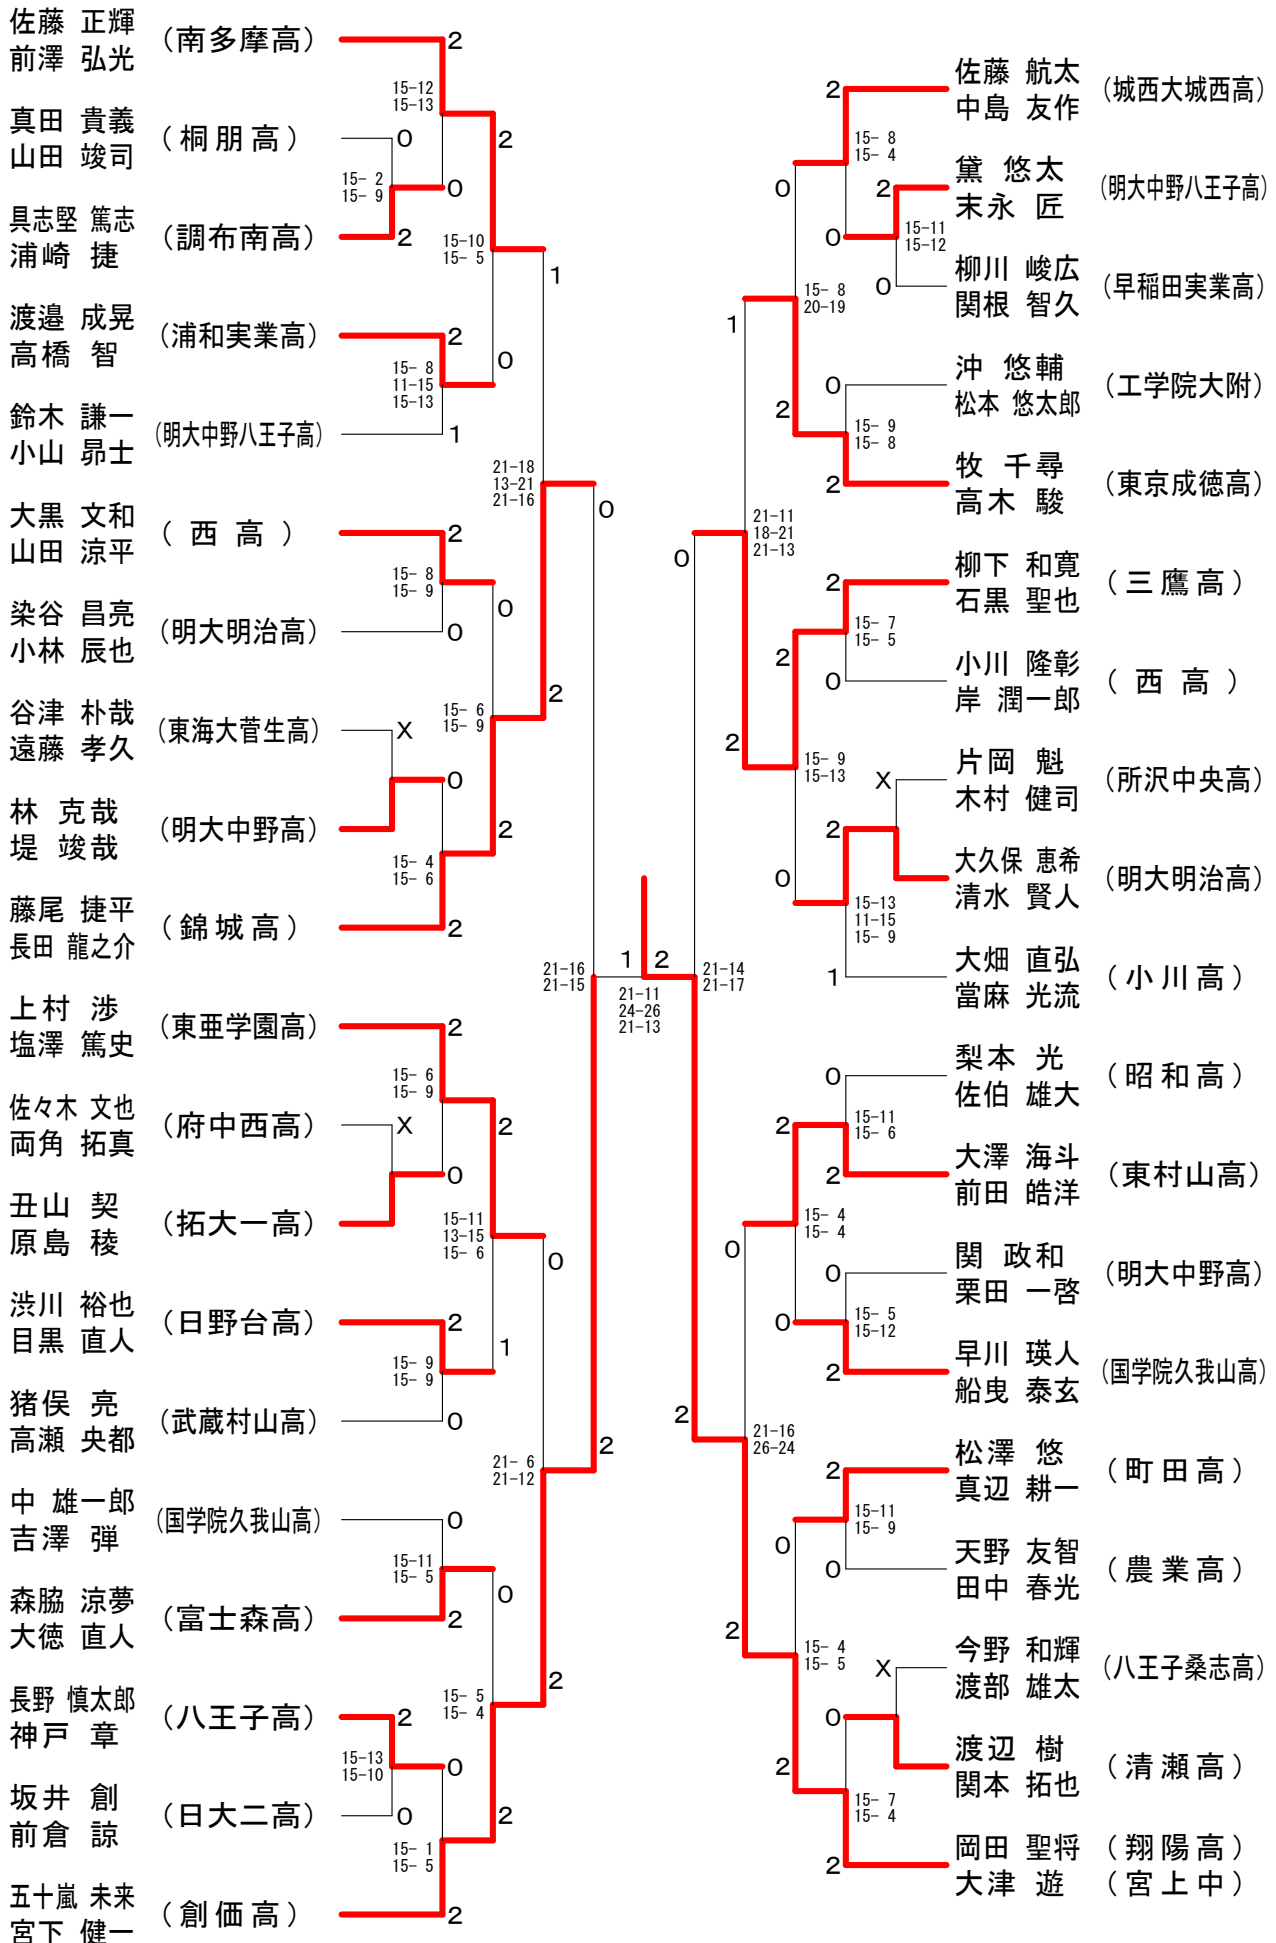 佐藤 正輝
前澤 弘光
(南多摩高)
2
15-12
15-13
真田 貴義
山田 竣司
(桐朋高)
0
2
15- 2
15- 9
0
具志堅 篤志
浦崎 捷
(調布南高)
2
15-10
15- 5
1
渡邉 成晃
高橋 智
(浦和実業高)
2
0
15- 8
11-15
15-13
鈴木 謙一
小山 昴士
(明大中野八王子高)
1
21-18
13-21
21-16
0
大黒 文和
山田 涼平
(西高)
2
15- 8
15- 9
0
染谷 昌亮
小林 辰也
(明大明治高)
0
谷津 朴哉
遠藤 孝久
(東海大菅生高)
X
15- 6
15- 9
2
0
林 克哉
堤 竣哉
(明大中野高)
2
15- 4
15- 6
藤尾 捷平
長田 龍之介
(錦城高)
2
21-16
21-15
1
2
21-11
24-26
21-13
上村 渉
塩澤 篤史
(東亜学園高)
2
15- 6
15- 9
佐々木 文也
両角 拓真
(府中西高)
X
2
0
丑山 契
原島 稜
(拓大一高)
15-11
13-15
15- 6
0
渋川 裕也
目黒 直人
(日野台高)
2
1
15- 9
15- 9
猪俣 亮
高瀬 央都
(武蔵村山高)
0
21- 6
21-12
2
中 雄一郎
吉澤 弾
(国学院久我山高)
0
15-11
15- 5
0
森脇 涼夢
大徳 直人
(富士森高)
2
長野 慎太郎
神戸 章
(八王子高)
2
15- 5
15- 4
2
15-13
15-10
0
坂井 創
前倉 諒
(日大二高)
0
2
15- 1
15- 5
五十嵐 未来
宮下 健一
(創価高)
2
佐藤 航太
中島 友作
(城西大城西高)
2
15- 8
15- 4
0
黛 悠太
末永 匠
(明大中野八王子高)
2
15-11
15-12
0
柳川 峻広
関根 智久
(早稲田実業高)
0
15- 8
20-19
1
沖 悠輔
松本 悠太郎
(工学院大附)
0
2
15- 9
15- 8
牧 千尋
高木 駿
(東京成徳高)
2
21-11
18-21
21-13
0
柳下 和寛
石黒 聖也
(三鷹高)
2
15- 7
15- 5
2
小川 隆彰
岸 潤一郎
(西高)
0
2
15- 9
15-13
片岡 魁
木村 健司
(所沢中央高)
X
2
大久保 恵希
清水 賢人
(明大明治高)
0
15-13
11-15
15- 9
大畑 直弘
當麻 光流
(小川高)
1
21-14
21-17
梨本 光
佐伯 雄大
(昭和高)
0
15-11
15- 6
2
大澤 海斗
前田 皓洋
(東村山高)
2
15- 4
15- 4
0
関 政和
栗田 一啓
(明大中野高)
0
15- 5
15-12
0
早川 瑛人
船曳 泰玄
(国学院久我山高)
2
2
21-16
26-24
松澤 悠
真辺 耕一
(町田高)
2
15-11
15- 9
0
天野 友智
田中 春光
(農業高)
0
2
15- 4
15- 5
今野 和輝
渡部 雄太
(八王子桑志高)
X
0
渡辺 樹
関本 拓也
(清瀬高)
2
15- 7
15- 4
岡田 聖将
大津 遊
(翔陽高)
(宮上中)
2